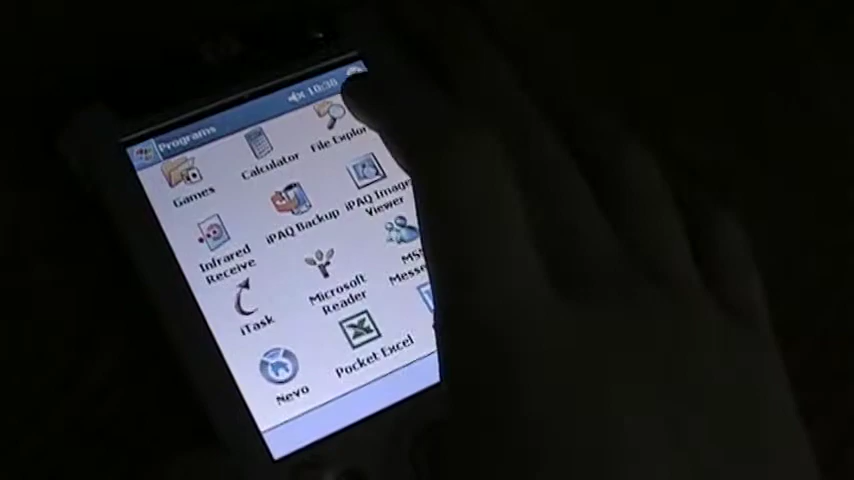 Programs 10:38
Games
Calculator
File Explor
Infrared
Receive
iPAQ Backup
iPAQ Image
Viewer
iTask
Microsoft
Reader
MS
Messe
Nevo
Pocket Excel